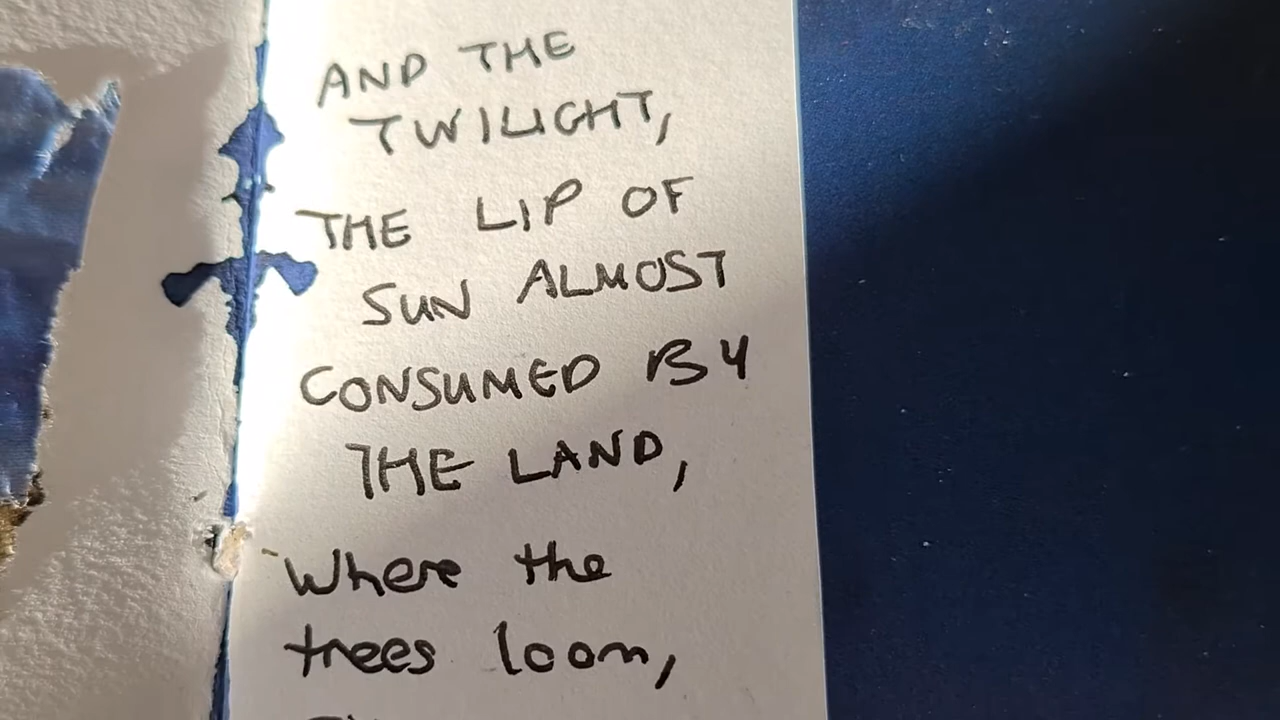 AND THE
TWILIGHT,
THE LIP OF
SUN ALMOST
CONSUMED BY
THE LAND,
Where the
trees loom,